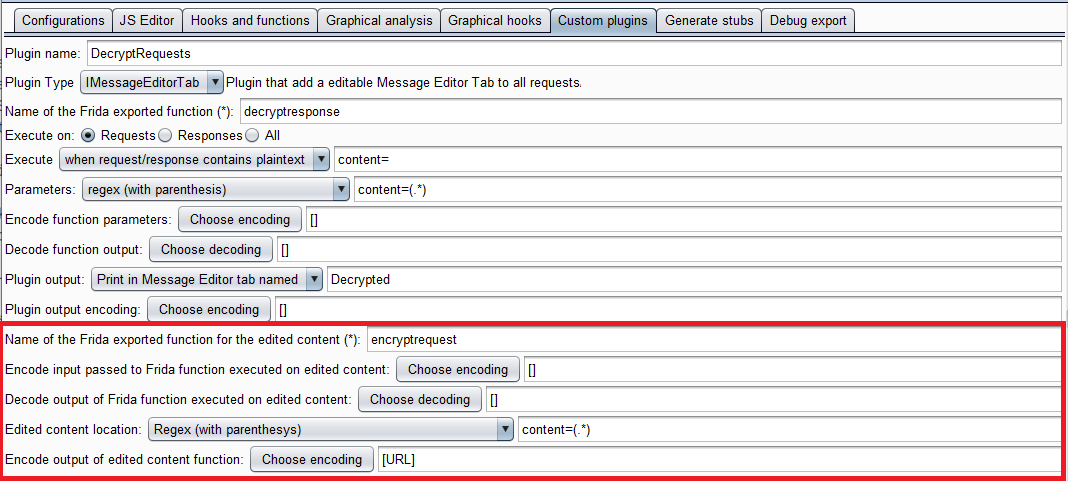 Configurations JS Editor Hooks and functions Graphical analysis Graphical hooks Custom plugins Generate stubs Debug export
Plugin name: DecryptRequests
Plugin Type IMessageEditorTab Plugin that add a editable Message Editor Tab to all requests.
Name of the Frida exported function (*): decryptresponse
Execute on: Requests Responses All
Execute when request/response contains plaintext content=
Parameters: regex (with parenthesis) content=(.*)
Encode function parameters: Choose encoding []
Decode function output: Choose decoding []
Plugin output: Print in Message Editor tab named Decrypted
Plugin output encoding: Choose encoding []
Name of the Frida exported function for the edited content (*): encryptrequest
Encode input passed to Frida function executed on edited content: Choose encoding []
Decode output of Frida function executed on edited content: Choose decoding []
Edited content location: Regex (with parenthesys) content=(.*)
Encode output of edited content function: Choose encoding [URL]